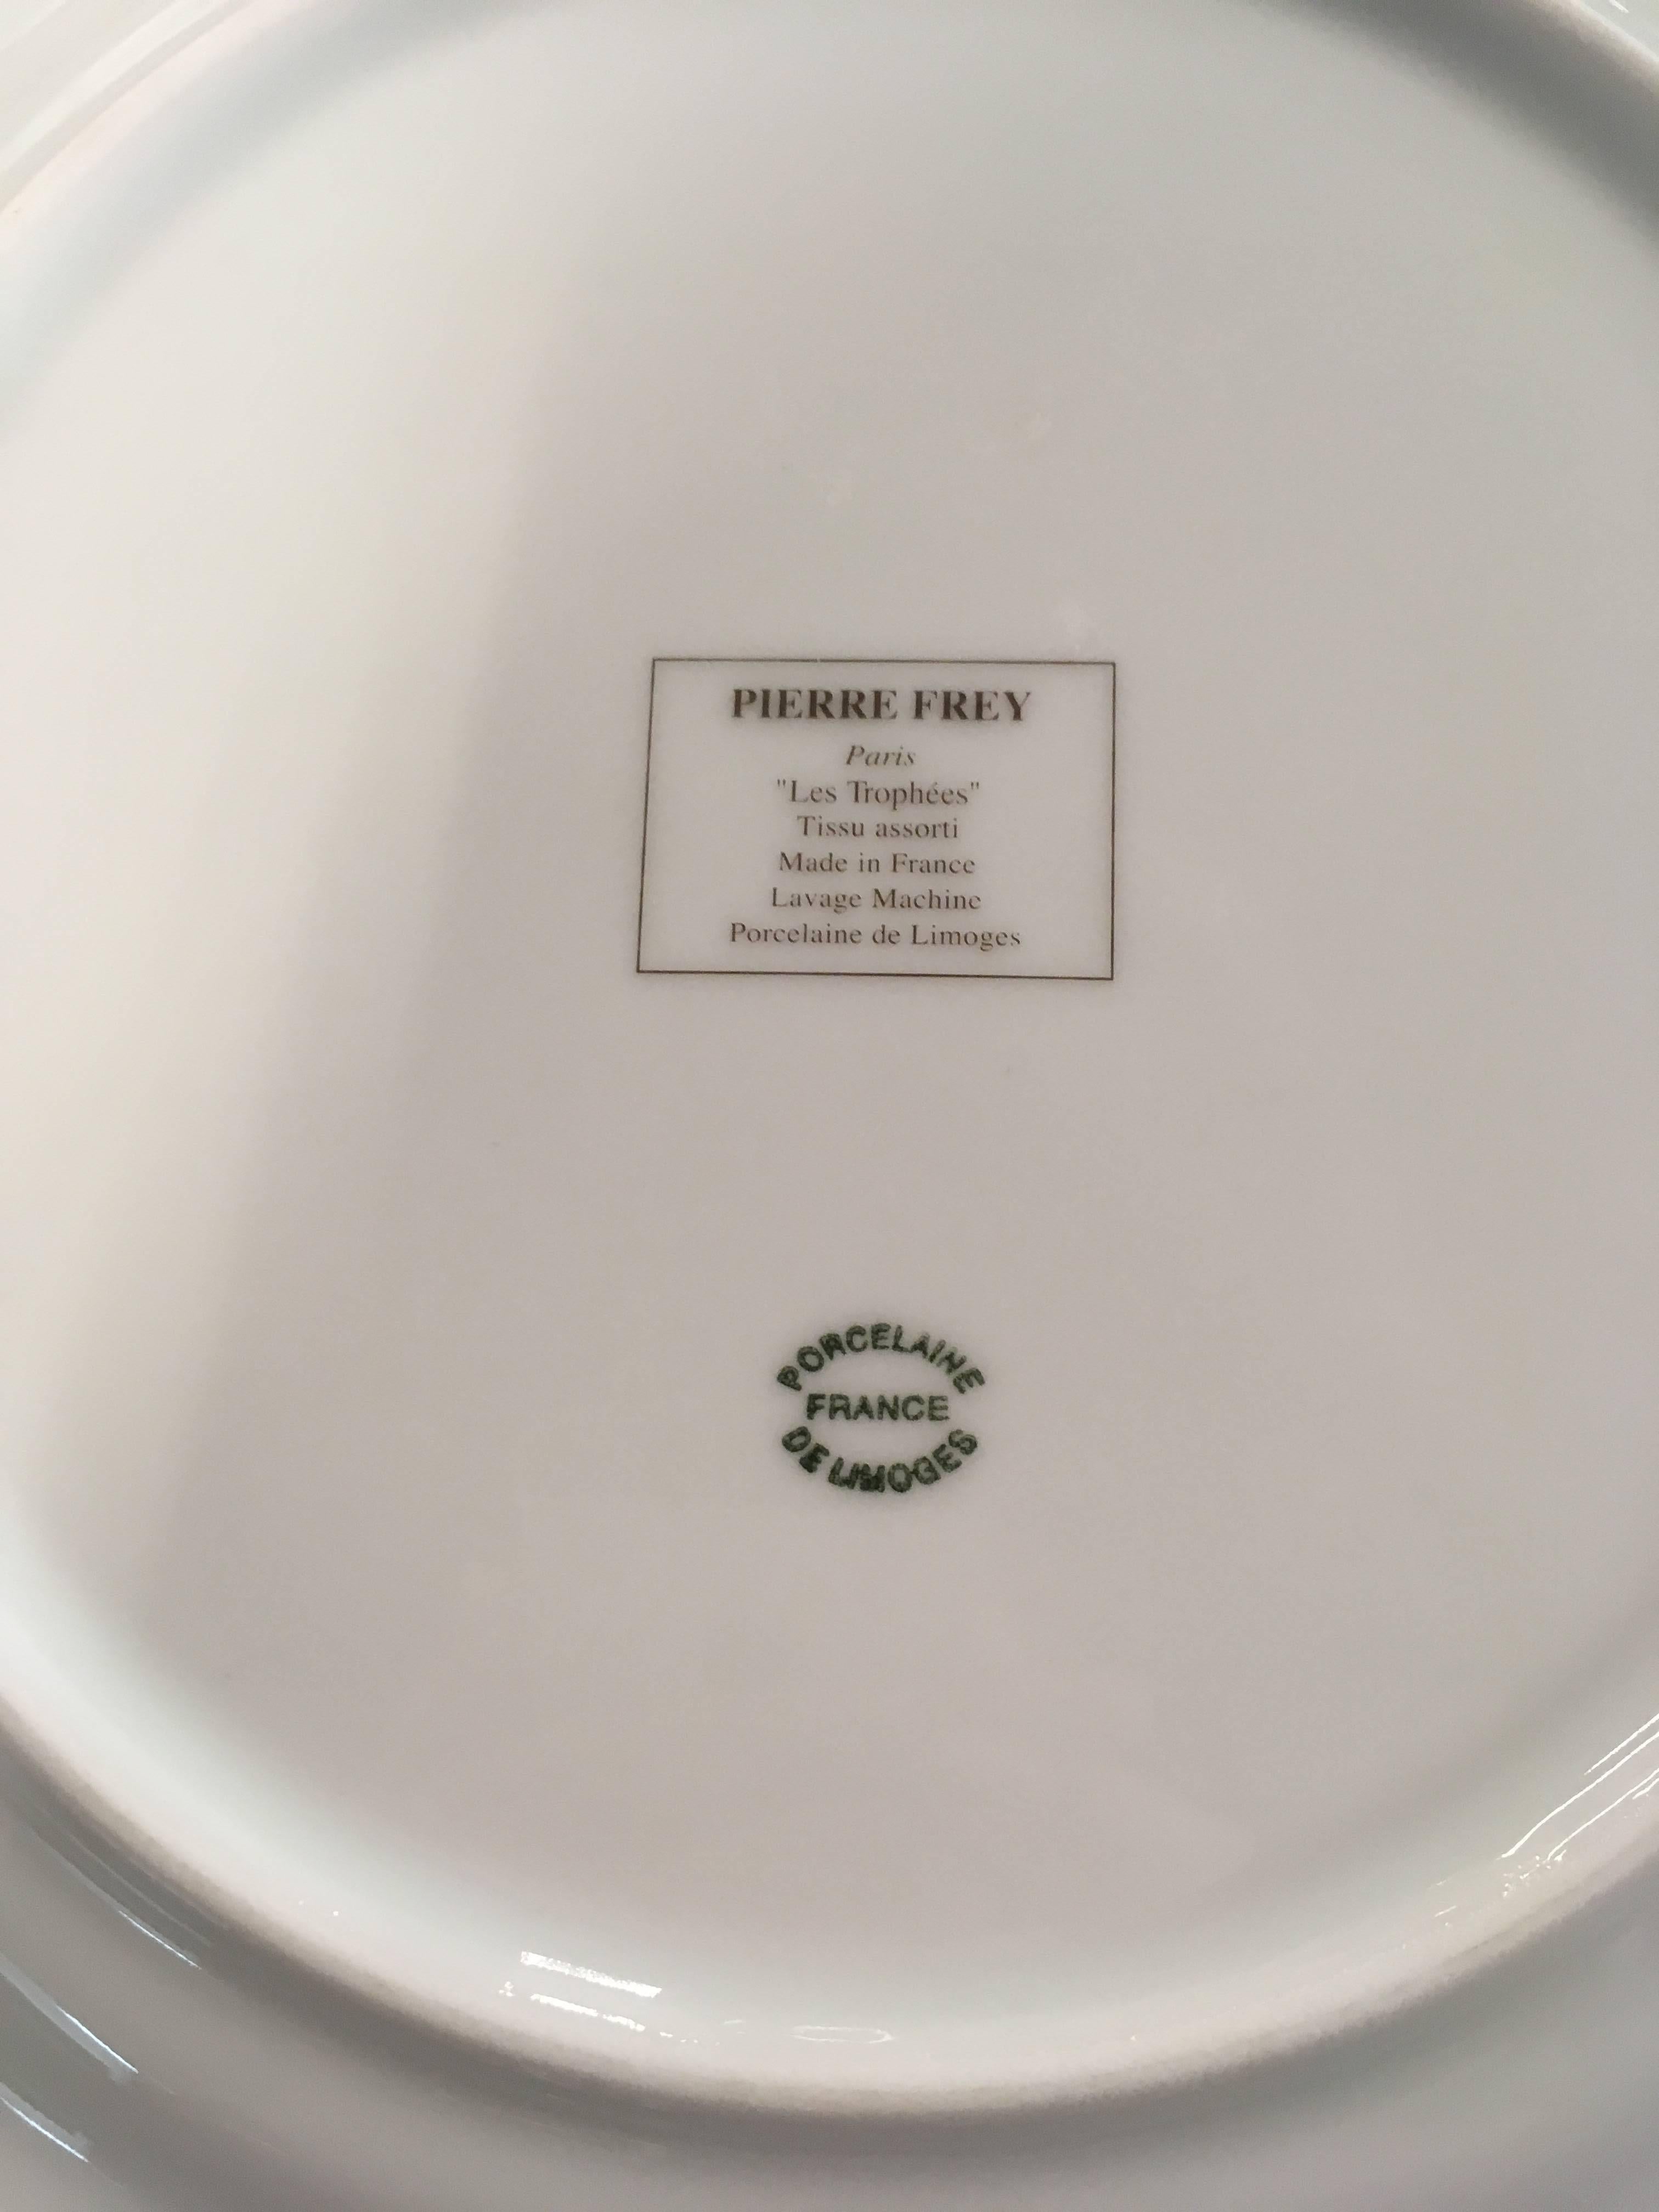 PIERRE FREY
Paris
"Les Trophées"
Tissu assorti
Made in France
Lavage Machine
Porcelaine de Limoges
PORCELAINE
FRANCE
DE LIMOGES